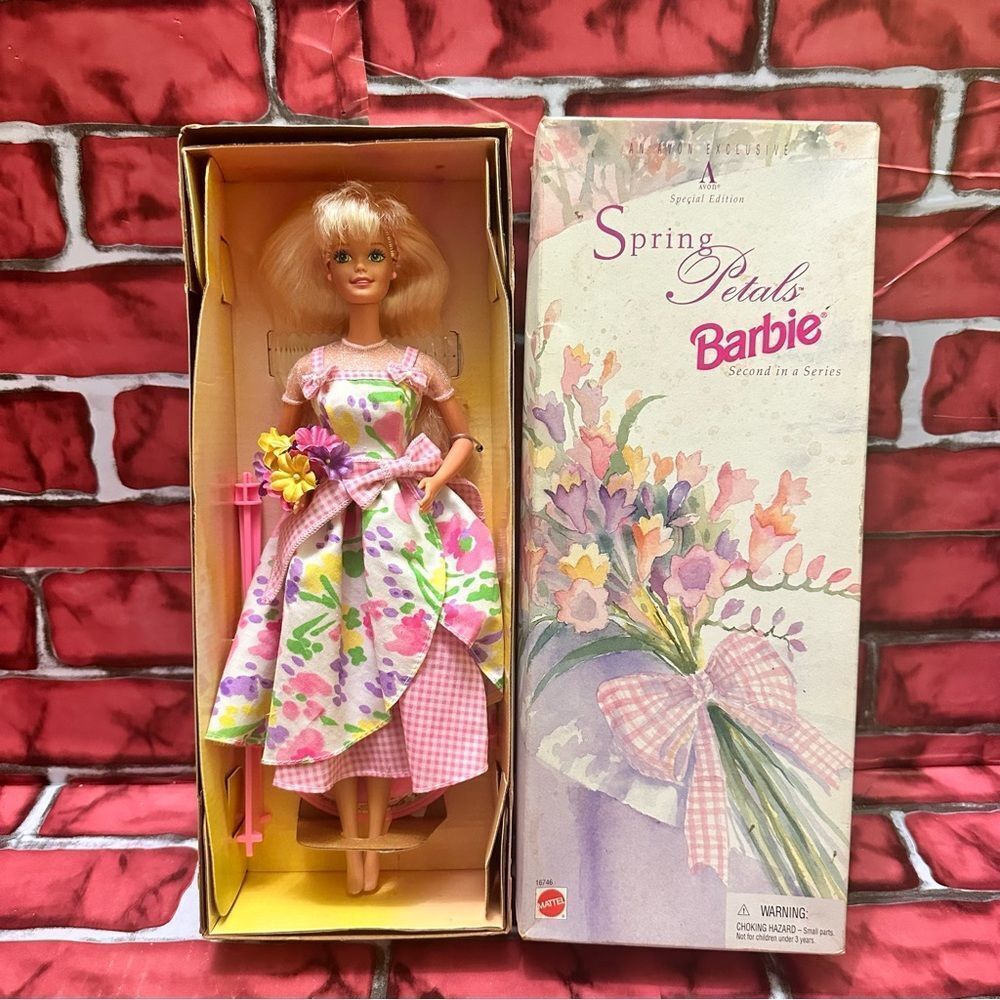 AN AVON EXCLUSIVE
A
AVON®
Special Edition
Spring
Petals™
Barbie®
Second in a Series
16746
MATTEL
⚠ WARNING:
CHOKING HAZARD – Small parts.
Not for children under 3 years.